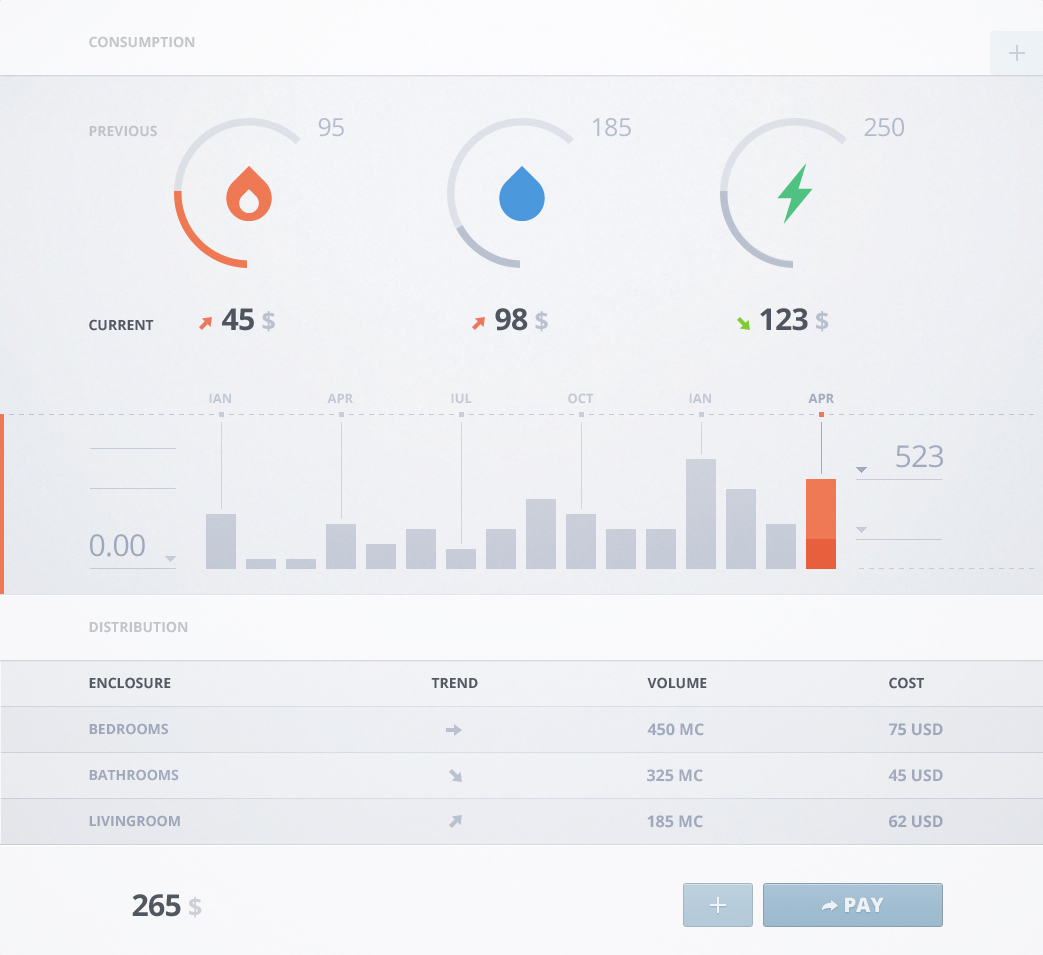 CONSUMPTION
+
PREVIOUS 95 185 250
CURRENT 45 $ 98 $ 123 $
IAN APR IUL OCT IAN APR
523
0.00
DISTRIBUTION
ENCLOSURE TREND VOLUME COST
BEDROOMS 450 MC 75 USD
BATHROOMS 325 MC 45 USD
LIVINGROOM 185 MC 62 USD
265 $ + PAY